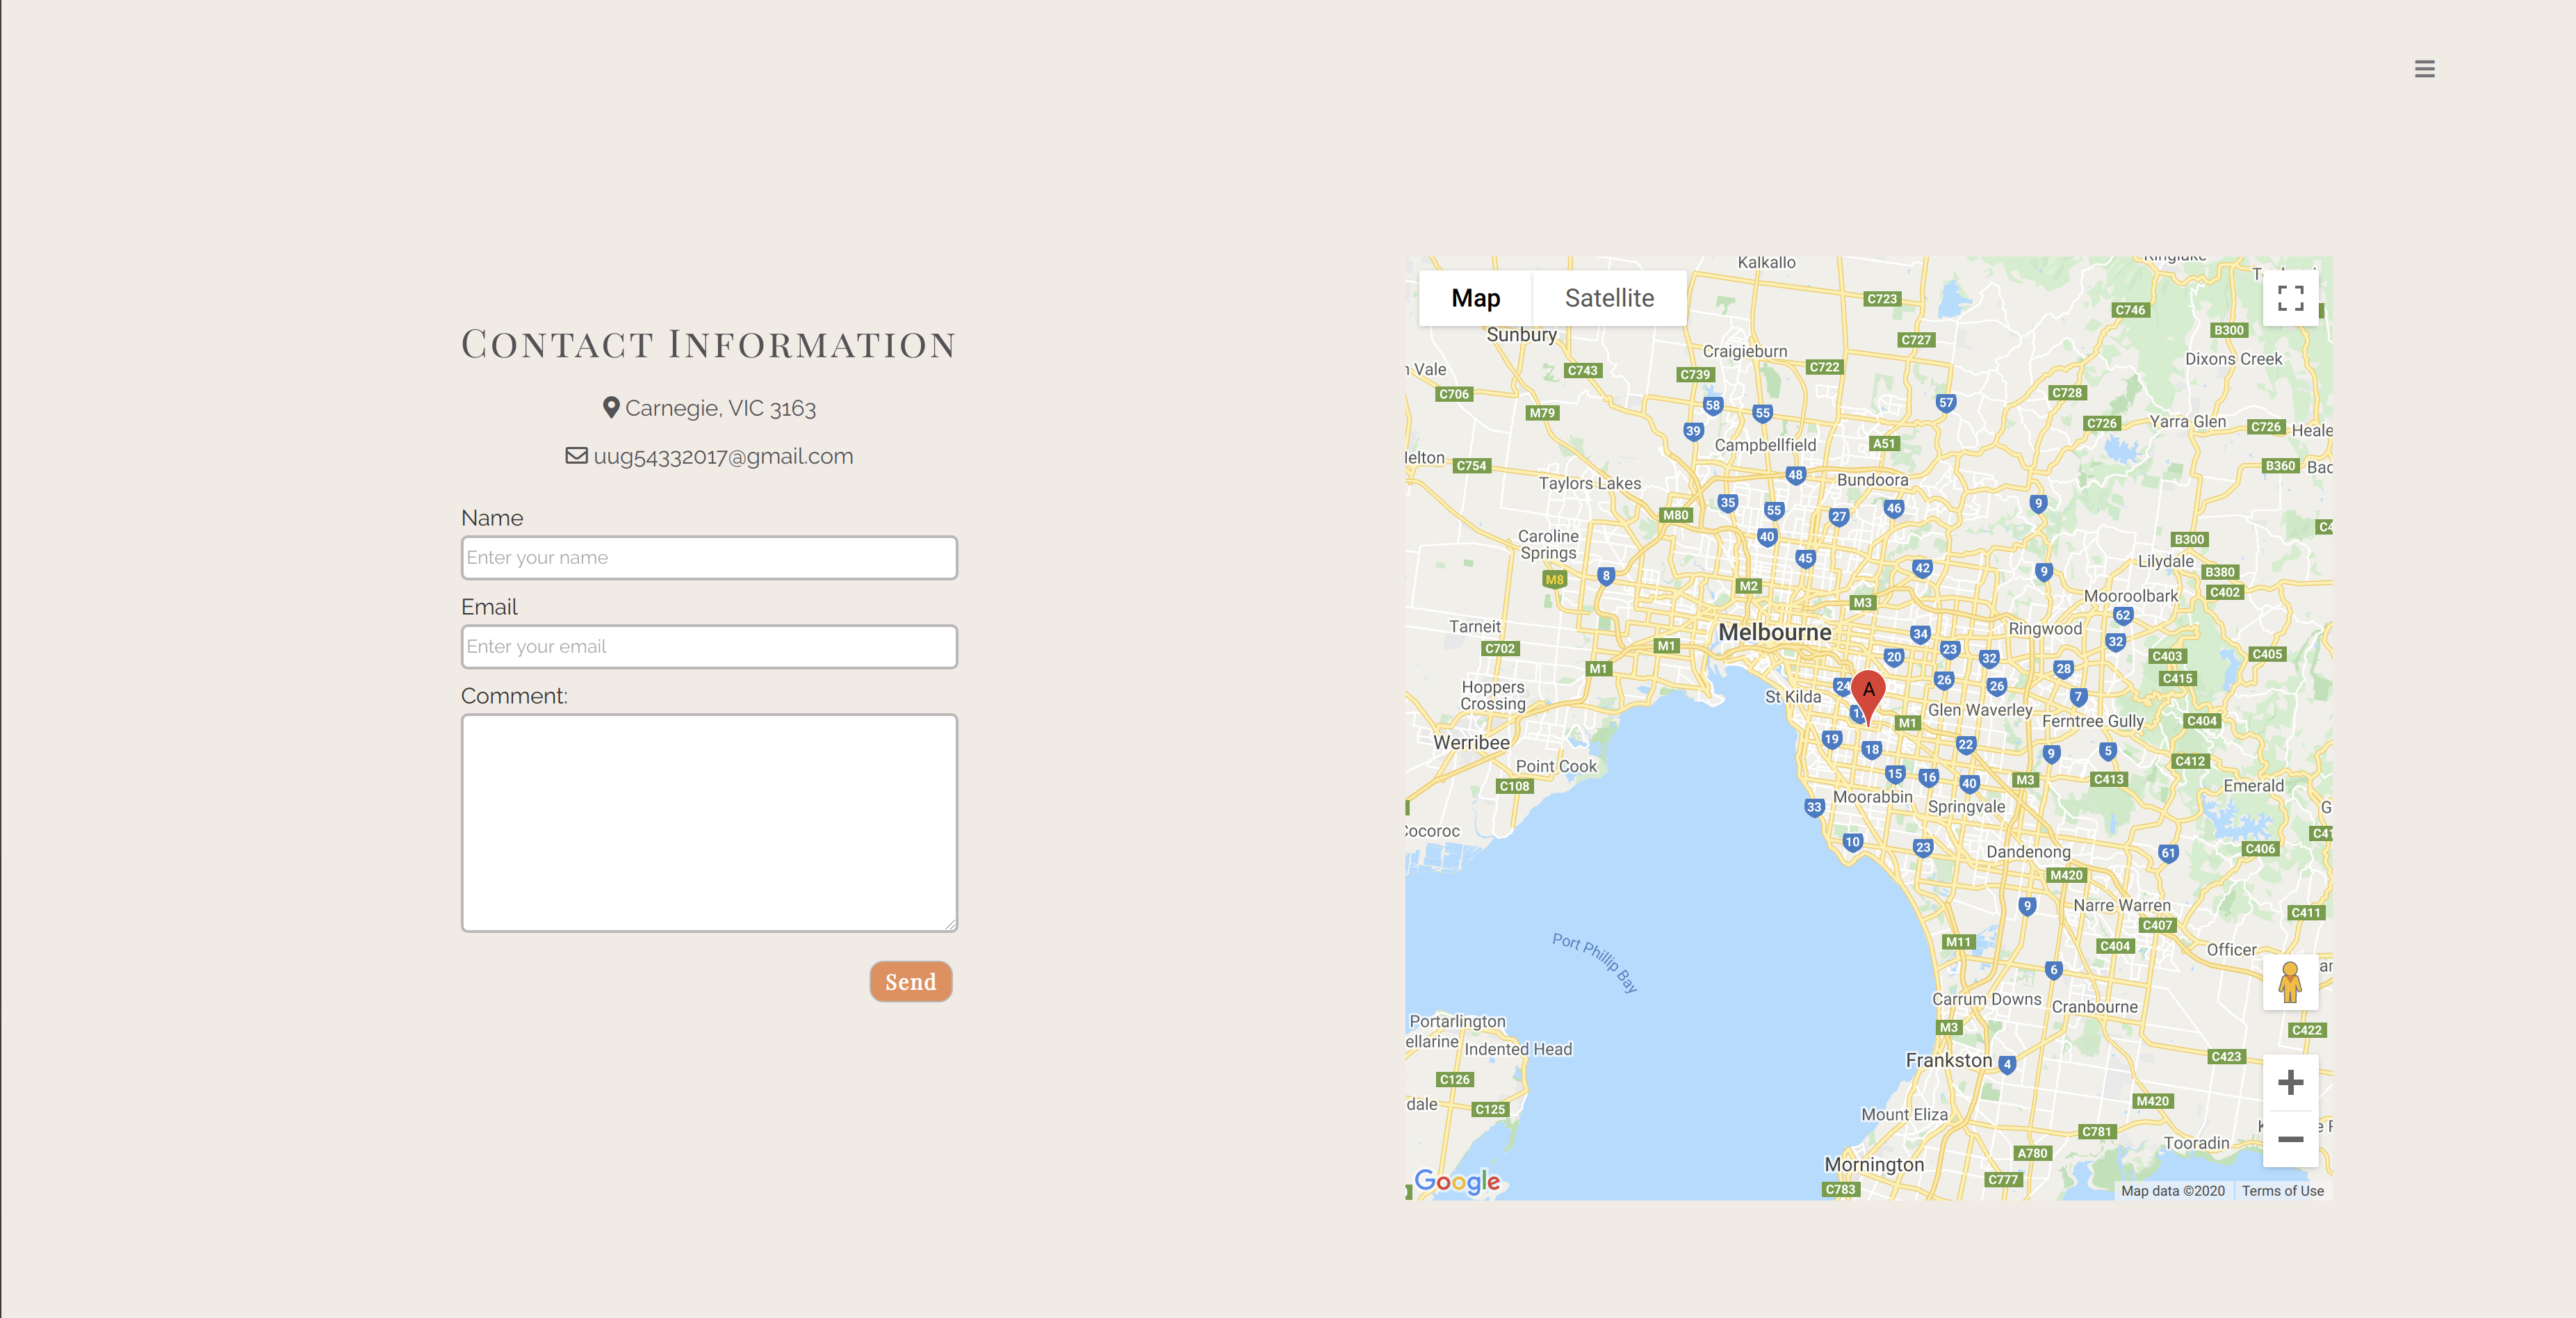 Contact Information
Carnegie, VIC 3163
uug54332017@gmail.com
Name
Enter your name
Email
Enter your email
Comment:
Send
Map
Satellite
Kalkallo
C723
C746
B300
Sunbury
C727
Craigieburn
Dixons Creek
Vale
C743
C739
C722
C706
M79
58
55
57
C728
39
C726
Yarra Glen
C726
Campbellfield
A51
C754
B360
Taylors Lakes
48
Bundoora
M80
35
55
27
46
9
Caroline
Springs
40
45
B300
Lilydale
M8
8
M2
42
9
B380
C402
M3
Mooroolbark
62
Tarneit
Melbourne
34
Ringwood
32
C702
M1
20
23
32
C403
C405
M1
28
C415
Hoppers
Crossing
St Kilda
24
A
26
26
7
M1
Glen Waverley
Ferntree Gully
C404
Werribee
19
18
22
9
5
Point Cook
C412
C108
15
16
40
M3
C413
Emerald
33
Moorabbin
Springvale
Cocoroc
10
23
Dandenong
61
C406
M420
9
Narre Warren
C411
C407
Port Phillip Bay
M11
C404
Officer
6
Carrum Downs
Cranbourne
Portarlington
M3
C422
Indented Head
Frankston
4
C423
C126
dale
C125
Mount Eliza
M420
C781
Tooradin
Mornington
A780
Google
C783
C777
Map data ©2020
Terms of Use